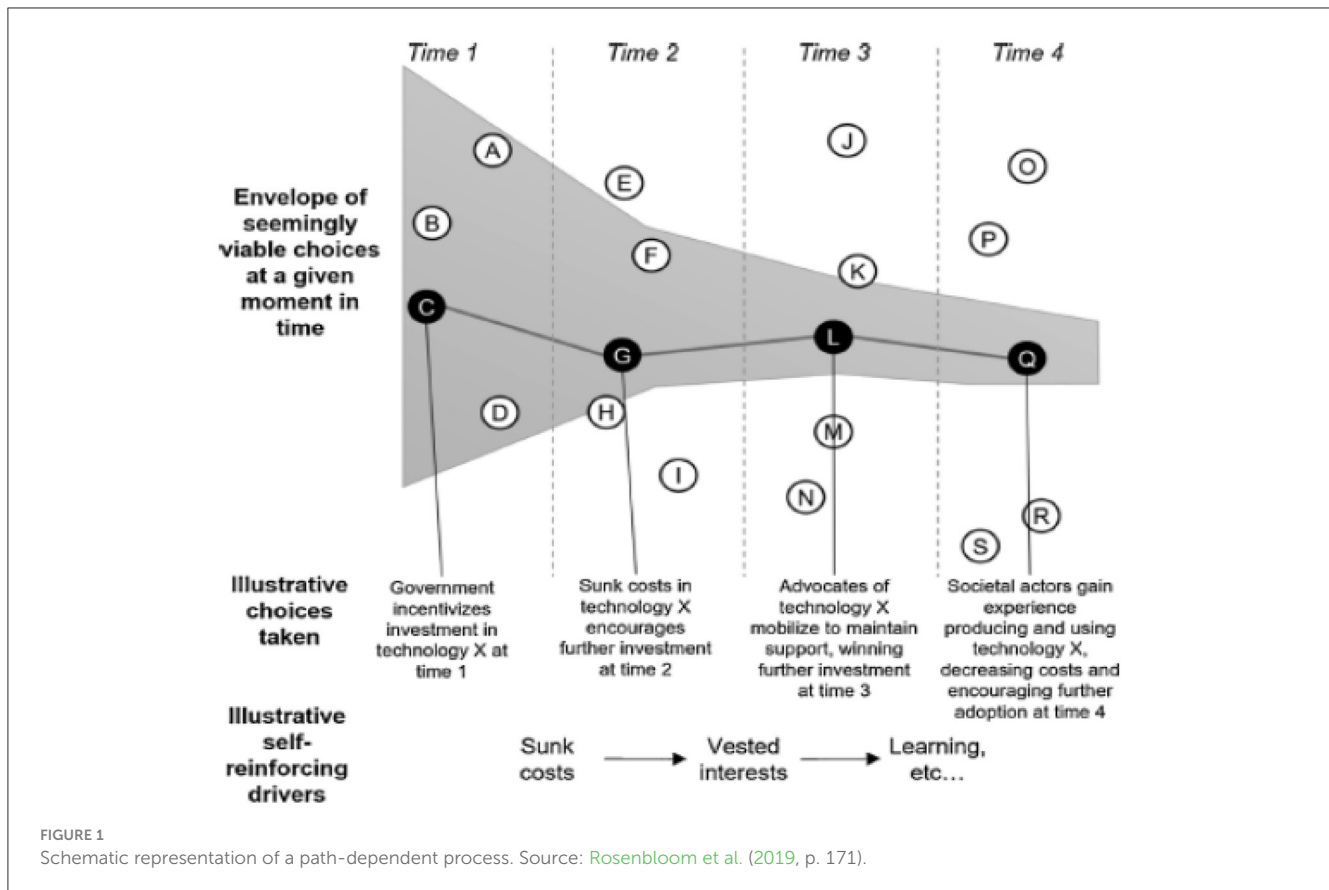 Time 1
Time 2
Time 3
Time 4
Envelope of
seemingly
viable choices
at a given
moment in
time
A
B
C
D
E
F
G
H
I
J
K
L
M
N
O
P
Q
R
S
Illustrative
choices
taken
Government
incentivizes
investment in
technology X at
time 1
Sunk costs in
technology X
encourages
further investment
at time 2
Advocates of
technology X
mobilize to maintain
support, winning
further investment
at time 3
Societal actors gain
experience
producing and using
technology X,
decreasing costs and
encouraging further
adoption at time 4
Illustrative
self-
reinforcing
drivers
Sunk
costs
Vested
interests
Learning,
etc...
FIGURE 1
Schematic representation of a path-dependent process. Source: Rosenbloom et al. (2019, p. 171).